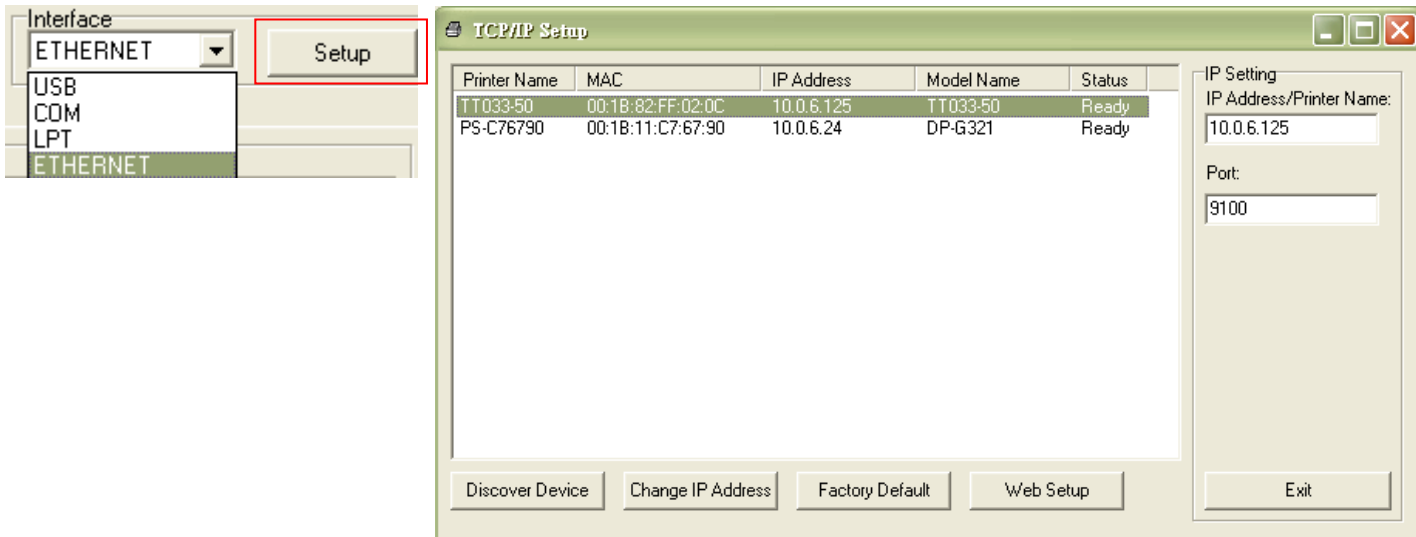 Interface
ETHERNET
Setup
USB
COM
LPT
ETHERNET
TCP/IP Setup
Printer Name MAC IP Address Model Name Status
TT033-50 00:1B:82:FF:02:0C 10.0.6.125 TT033-50 Ready
PS-C76790 00:1B:11:C7:67:90 10.0.6.24 DP-G321 Ready
IP Setting
IP Address/Printer Name:
10.0.6.125
Port:
9100
Discover Device Change IP Address Factory Default Web Setup Exit